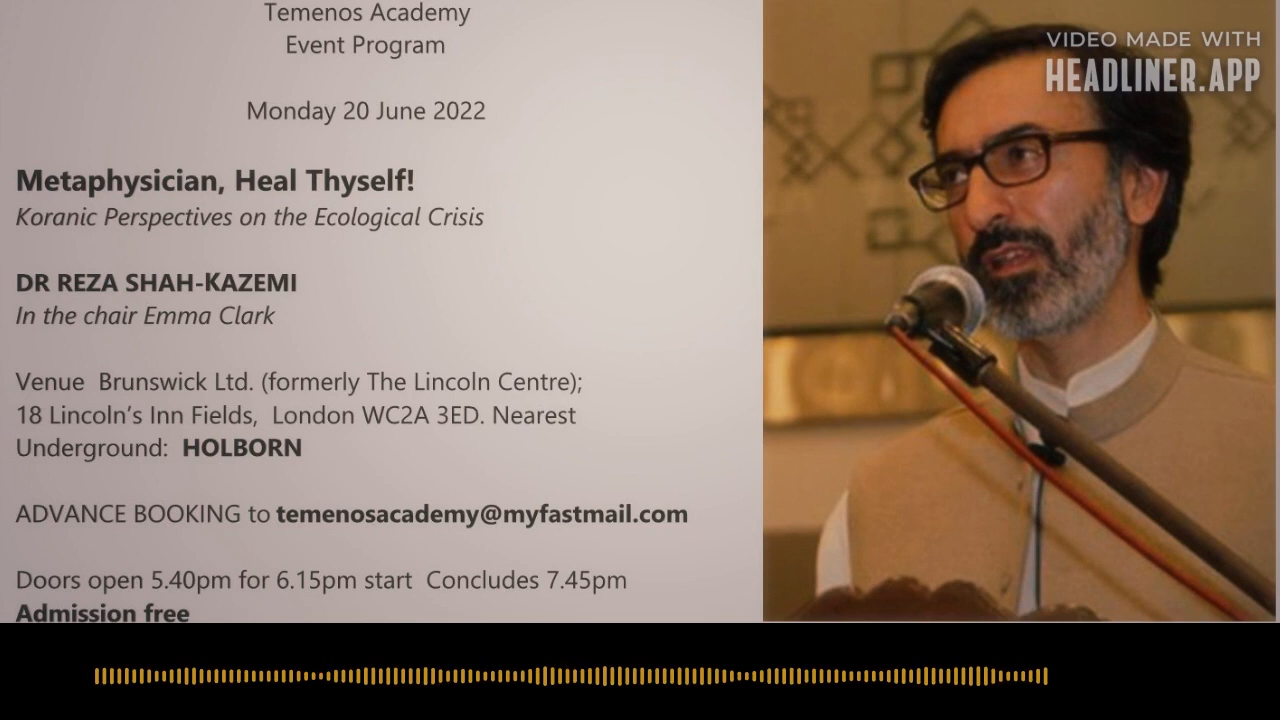 Temenos Academy
Event Program
Monday 20 June 2022
Metaphysician, Heal Thyself!
Koranic Perspectives on the Ecological Crisis
DR REZA SHAH-KAZEMI
In the chair Emma Clark
Venue  Brunswick Ltd. (formerly The Lincoln Centre);
18 Lincoln’s Inn Fields,  London WC2A 3ED. Nearest
Underground:  HOLBORN
ADVANCE BOOKING to temenosacademy@myfastmail.com
Doors open 5.40pm for 6.15pm start  Concludes 7.45pm
Admission free
VIDEO MADE WITH
HEADLINER.APP